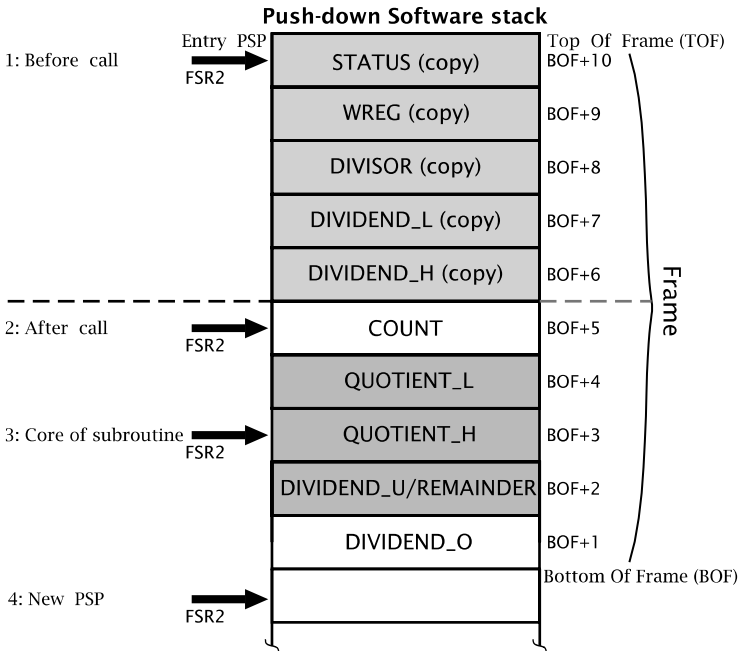 Push-down Software stack
Entry PSP
Top Of Frame (TOF)
1: Before call
FSR2
STATUS (copy)
BOF+10
WREG (copy)
BOF+9
DIVISOR (copy)
BOF+8
DIVIDEND_L (copy)
BOF+7
DIVIDEND_H (copy)
BOF+6
Frame
2: After call
FSR2
COUNT
BOF+5
QUOTIENT_L
BOF+4
3: Core of subroutine
FSR2
QUOTIENT_H
BOF+3
DIVIDEND_U/REMAINDER
BOF+2
DIVIDEND_O
BOF+1
Bottom Of Frame (BOF)
4: New PSP
FSR2